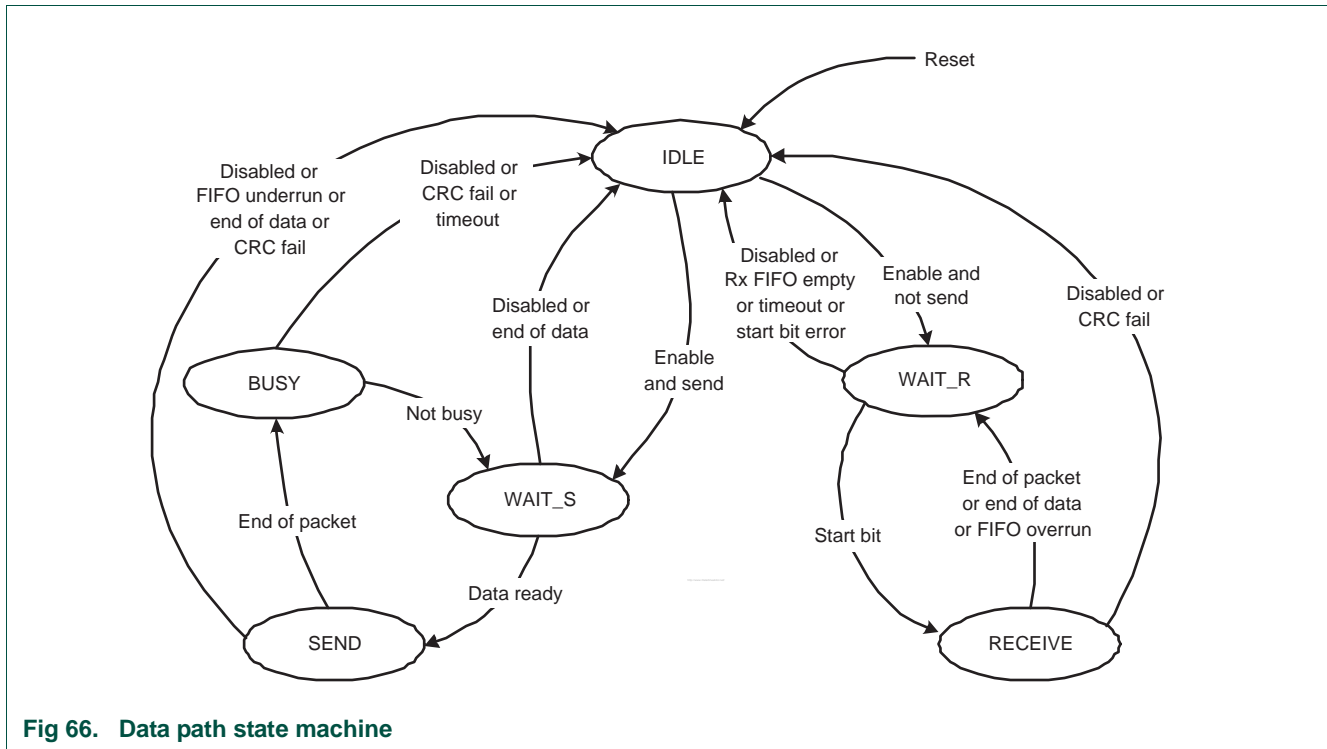 Reset
IDLE
Disabled or
FIFO underrun or
end of data or
CRC fail
Disabled or
CRC fail or
timeout
Disabled or
end of data
Enable
and send
Disabled or
Rx FIFO empty
or timeout or
start bit error
Enable and
not send
Disabled or
CRC fail
BUSY
Not busy
WAIT_R
WAIT_S
End of packet
Data ready
Start bit
End of packet
or end of data
or FIFO overrun
SEND
RECEIVE
Fig 66. Data path state machine